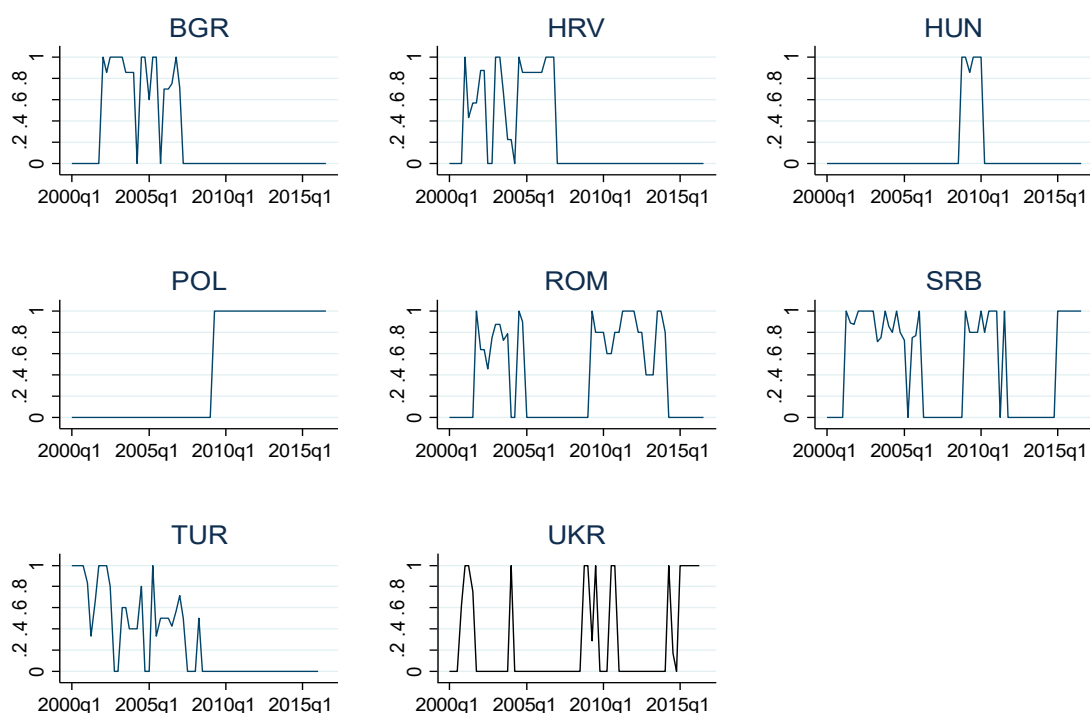 BGR HRV HUN
0 .2 .4 .6 .8 1 0 .2 .4 .6 .8 1 0 .2 .4 .6 .8 1
2000q1 2005q1 2010q1 2015q1 2000q1 2005q1 2010q1 2015q1 2000q1 2005q1 2010q1 2015q1
POL ROM SRB
0 .2 .4 .6 .8 1 0 .2 .4 .6 .8 1 0 .2 .4 .6 .8 1
2000q1 2005q1 2010q1 2015q1 2000q1 2005q1 2010q1 2015q1 2000q1 2005q1 2010q1 2015q1
TUR UKR
0 .2 .4 .6 .8 1 0 .2 .4 .6 .8 1
2000q1 2005q1 2010q1 2015q1 2000q1 2005q1 2010q1 2015q1